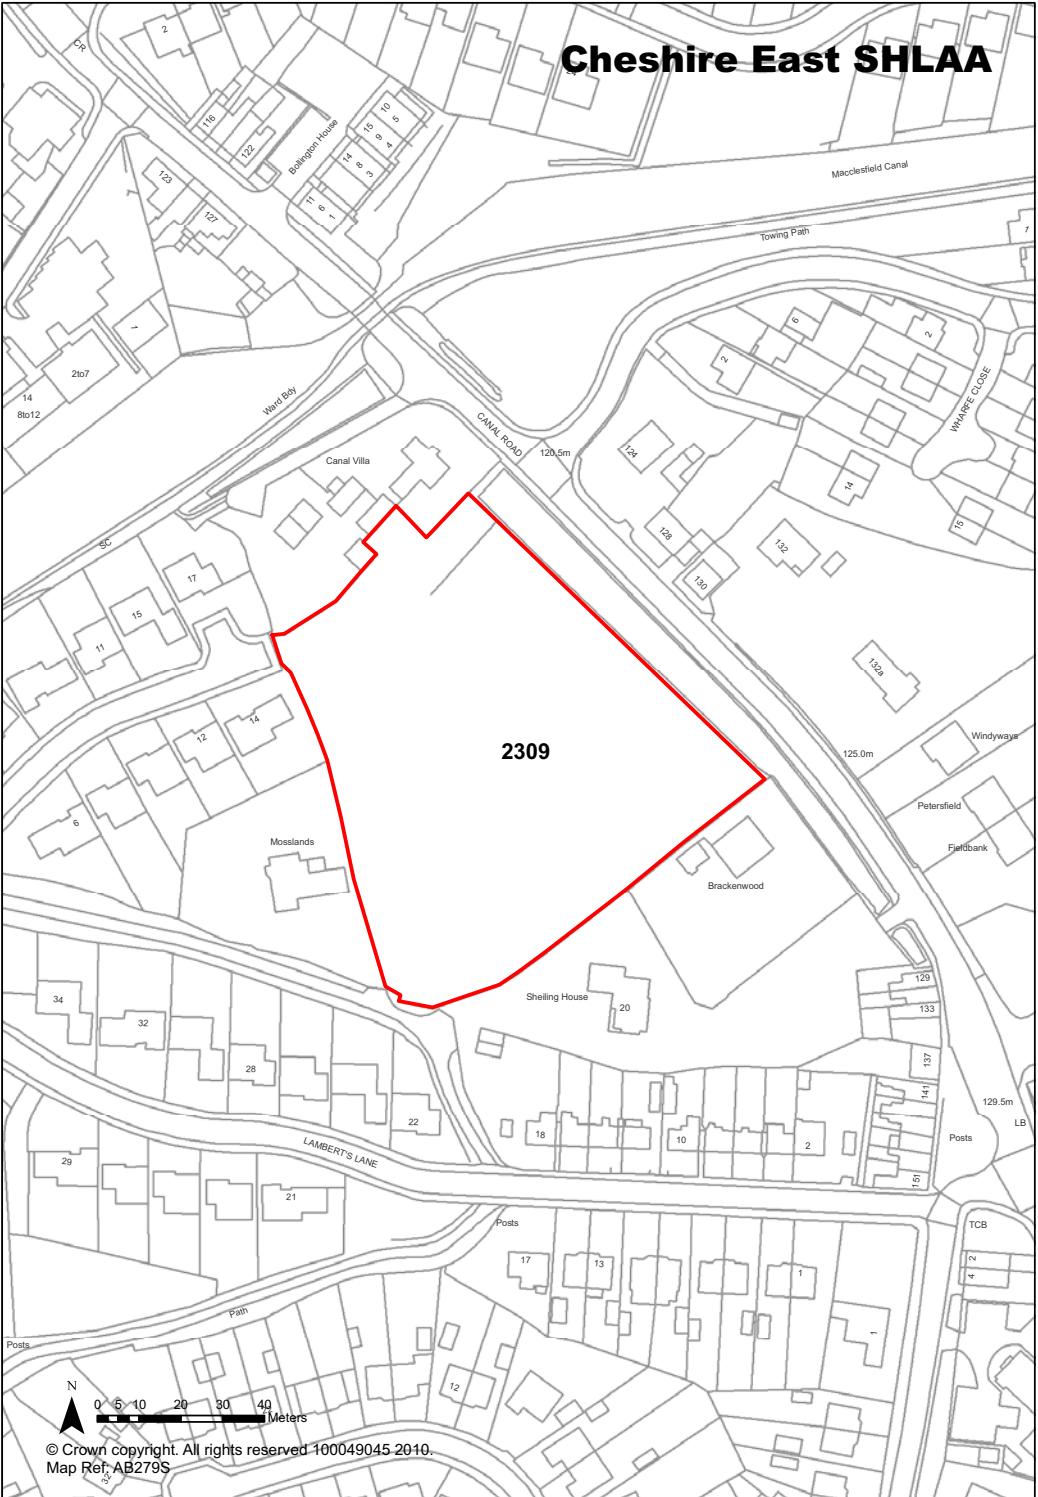 Cheshire East SHLAA
CR
2
116
122
Bollington House
10
5
15
9
4
14
8
3
11
6
1
123
127
Macclesfield Canal
Towing Path
1
1
2to7
14
8to12
Ward Bdy
CANAL ROAD
120.5m
6
2
2
WHARFE CLOSE
124
14
15
Canal Villa
128
130
132
SC
17
15
11
132a
14
12
6
2309
125.0m
Windyways
Petersfield
Fieldbank
Mosslands
Brackenwood
Sheiling House
20
129
133
137
141
151
129.5m
LB
Posts
34
32
28
22
18
10
2
LAMBERT'S LANE
29
21
Posts
17
13
1
TCB
2
4
1
Path
Posts
12
32
N
0 5 10 20 30 40
Meters
© Crown copyright. All rights reserved 100049045 2010.
Map Ref: AB279S